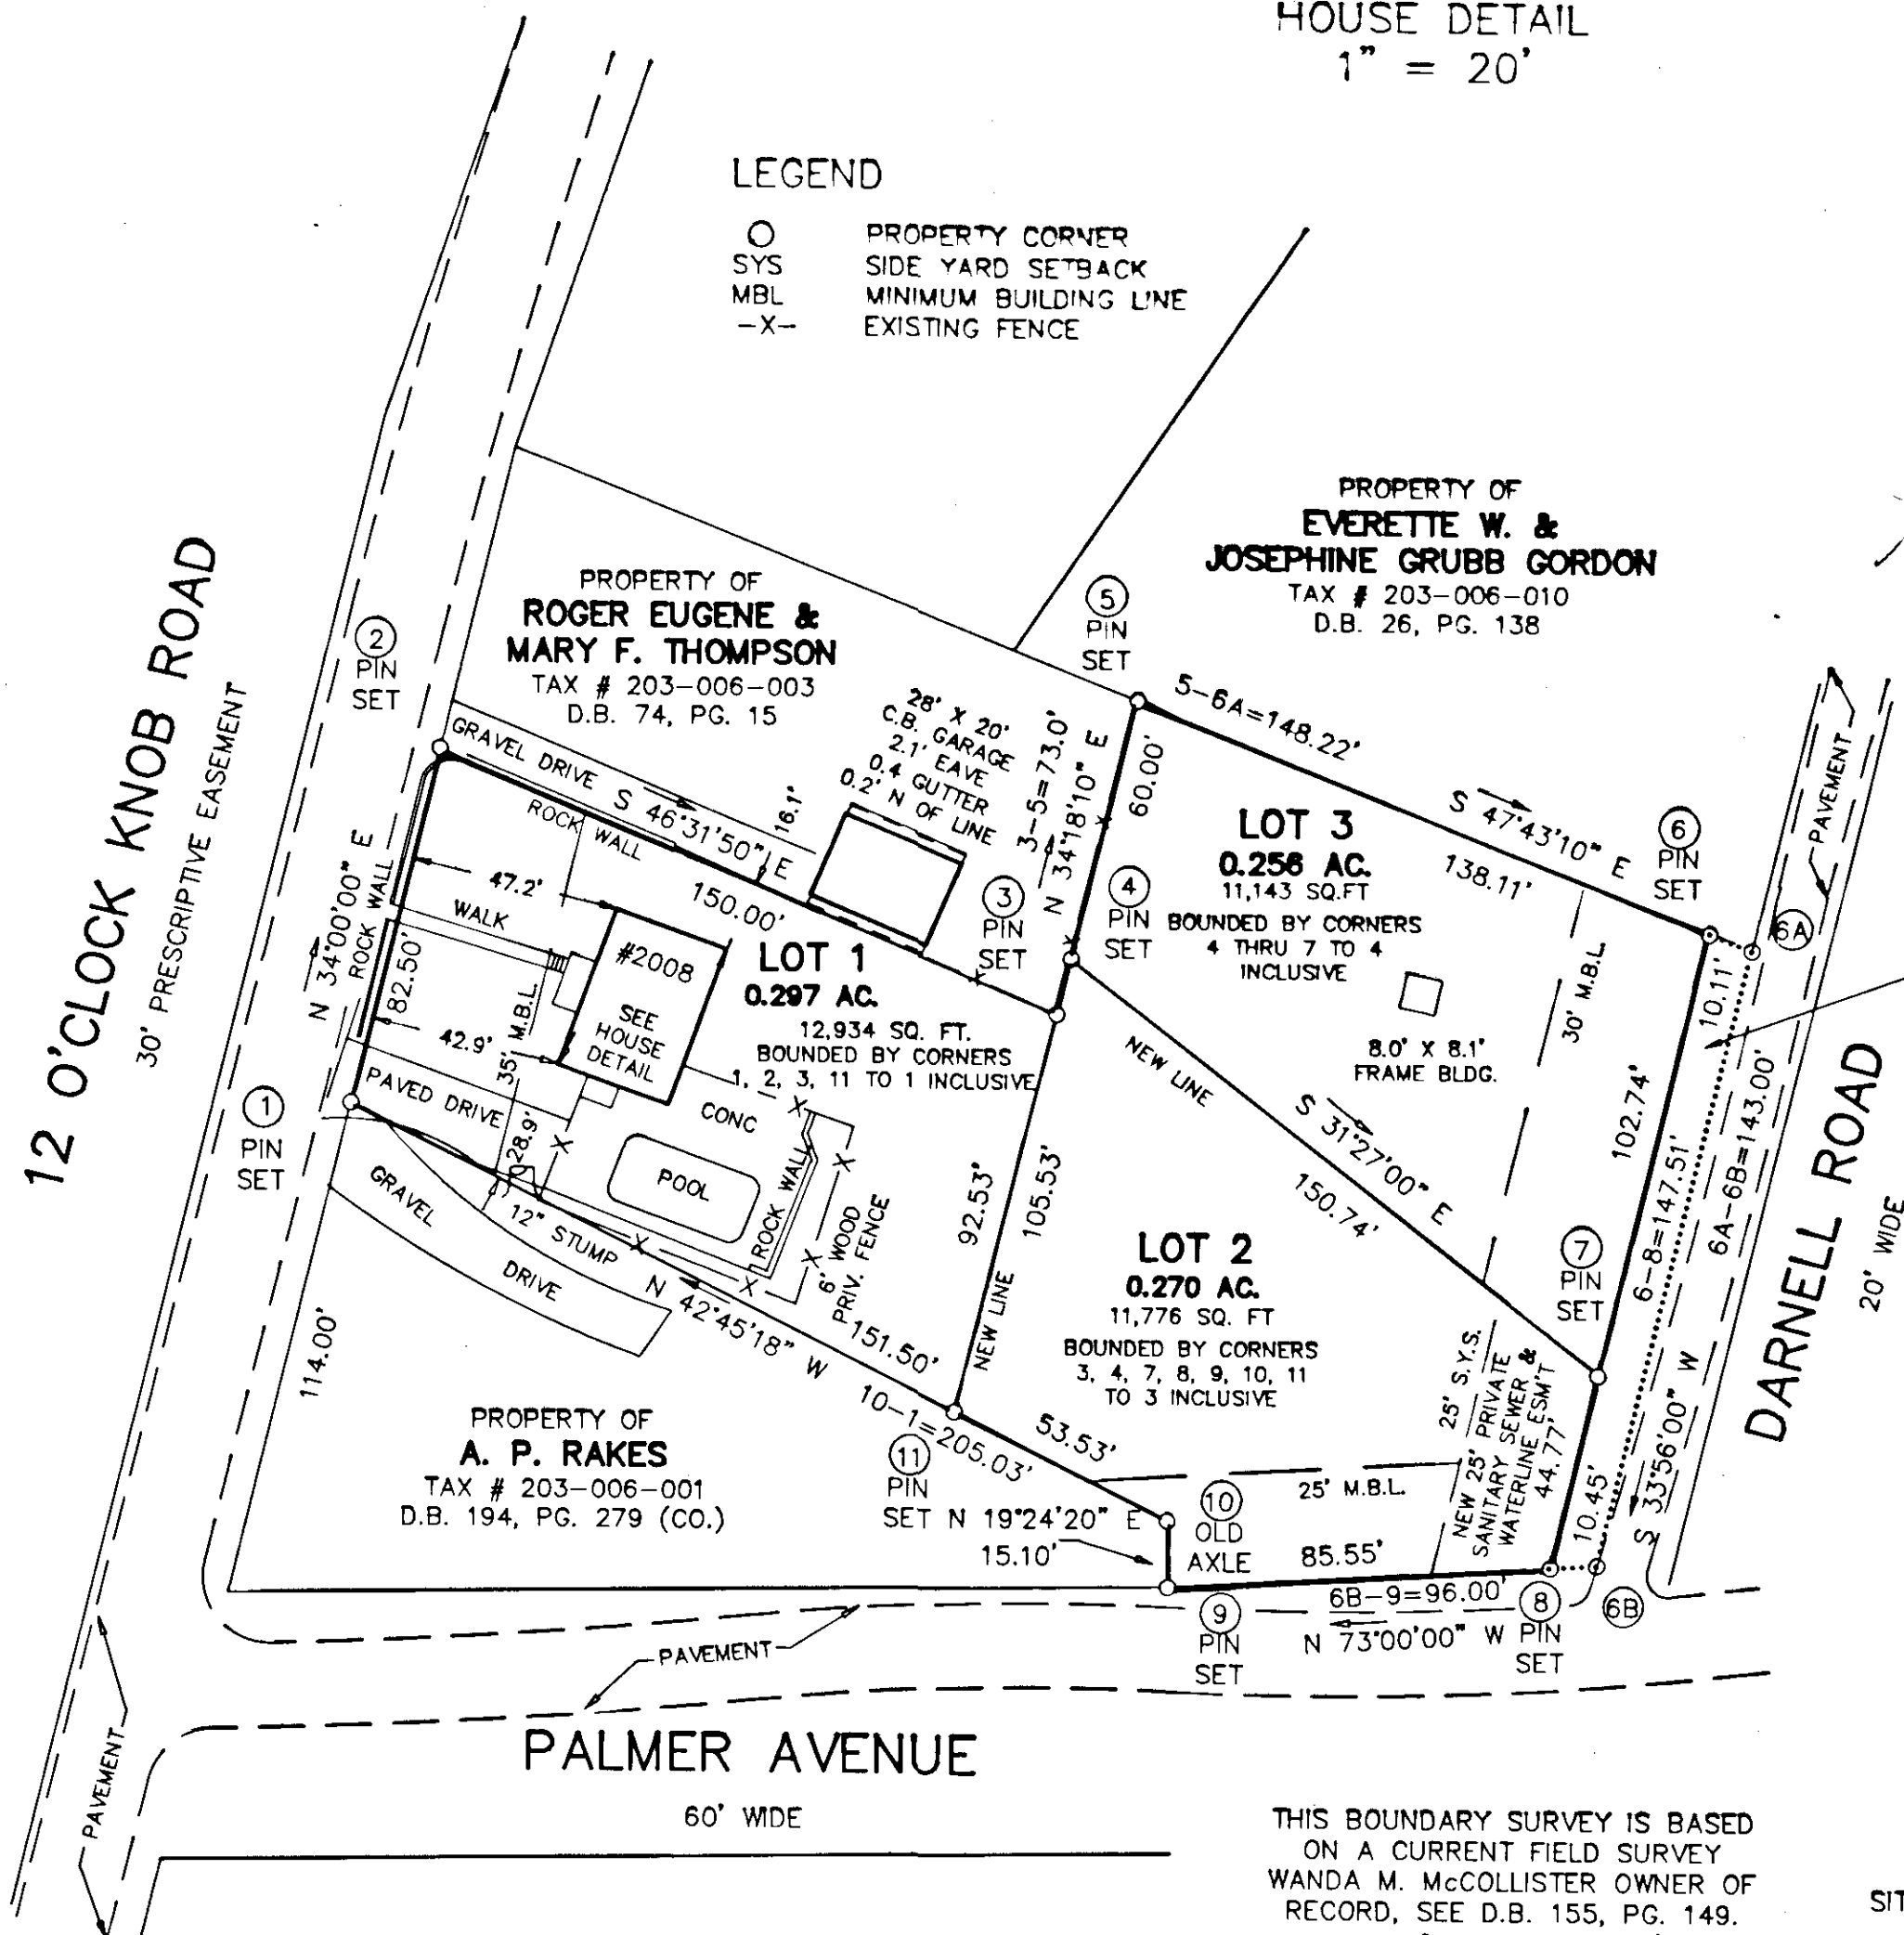 HOUSE DETAIL
1" = 20'
LEGEND
PROPERTY CORNER
SYS SIDE YARD SETBACK
MBL MINIMUM BUILDING LINE
-X- EXISTING FENCE
12 O'CLOCK KNOB ROAD
30' PRESCRIPTIVE EASEMENT
PROPERTY OF
ROGER EUGENE &
MARY F. THOMPSON
TAX # 203-006-003
D.B. 74, PG. 15
PROPERTY OF
EVERETTE W. &
JOSEPHINE GRUBB GORDON
TAX # 203-006-010
D.B. 26, PG. 138
2
PIN
SET
5
PIN
SET
28' X 20'
C.B. GARAGE
2.1' EAVE
0.4 GUTTER
0.2' N OF LINE
3-5=73.0'
N 34°18'10" E
60.00'
5-6A=148.22'
S 47°43'10" E
138.11'
6
PIN
SET
6A
PAVEMENT
GRAVEL DRIVE
S 46°31'50" E
ROCK WALL
150.00'
16.1'
3
PIN
SET
4
PIN
SET
LOT 3
0.256 AC.
11,143 SQ.FT
BOUNDED BY CORNERS
4 THRU 7 TO 4
INCLUSIVE
30' M.B.L.
8.0' X 8.1'
FRAME BLDG.
10.11'
102.74'
6-8=147.51'
6A-6B=143.00'
S 33°56'00" W
DARNELL ROAD
20' WIDE
N 34°00'00" E
ROCK WALL
82.50'
47.2'
WALK
#2008
SEE
HOUSE
DETAIL
35' M.B.L.
42.9'
PAVED DRIVE
28.9'
LOT 1
0.297 AC.
12,934 SQ. FT.
BOUNDED BY CORNERS
1, 2, 3, 11 TO 1 INCLUSIVE
1
PIN
SET
X
CONC
POOL
ROCK WALL
X
X
X
X
X
6' WOOD
PRIV. FENCE
GRAVEL
DRIVE
12" STUMP
N 42°45'18" W
151.50'
10-1=205.03'
114.00'
NEW LINE
92.53'
105.53'
NEW LINE
S 31°27'00" E
150.74'
LOT 2
0.270 AC.
11,776 SQ. FT
BOUNDED BY CORNERS
3, 4, 7, 8, 9, 10, 11
TO 3 INCLUSIVE
7
PIN
SET
25' S.Y.S.
NEW 25' PRIVATE
SANITARY SEWER &
WATERLINE ESM'T
44.77'
10.45'
PROPERTY OF
A. P. RAKES
TAX # 203-006-001
D.B. 194, PG. 279 (CO.)
11
PIN
SET
53.53'
N 19°24'20" E
15.10'
10
OLD
AXLE
25' M.B.L.
85.55'
6B-9=96.00'
N 73°00'00" W
9
PIN
SET
8
PIN
SET
6B
PAVEMENT
PAVEMENT
PALMER AVENUE
60' WIDE
THIS BOUNDARY SURVEY IS BASED
ON A CURRENT FIELD SURVEY
WANDA M. McCOLLISTER OWNER OF
RECORD, SEE D.B. 155, PG. 149.
SIT